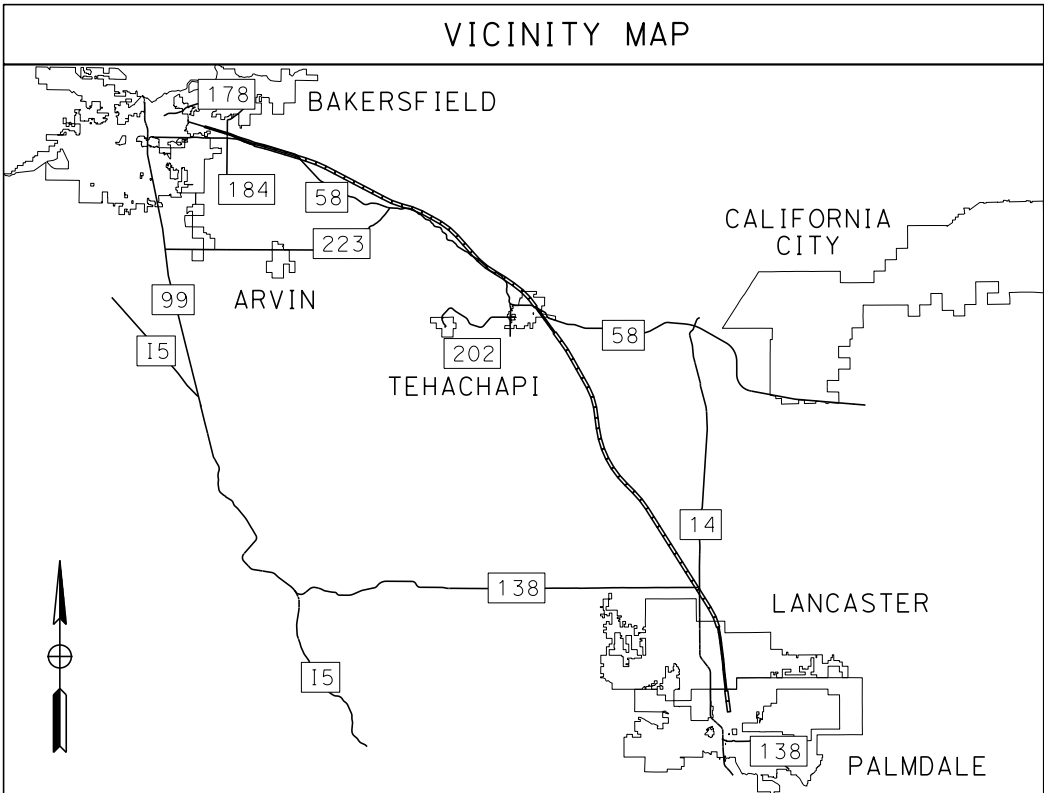 VICINITY MAP
178
BAKERSFIELD
184
58
CALIFORNIA
CITY
223
99
ARVIN
I5
58
202
TEHACHAPI
14
138
LANCASTER
I5
138
PALMDALE